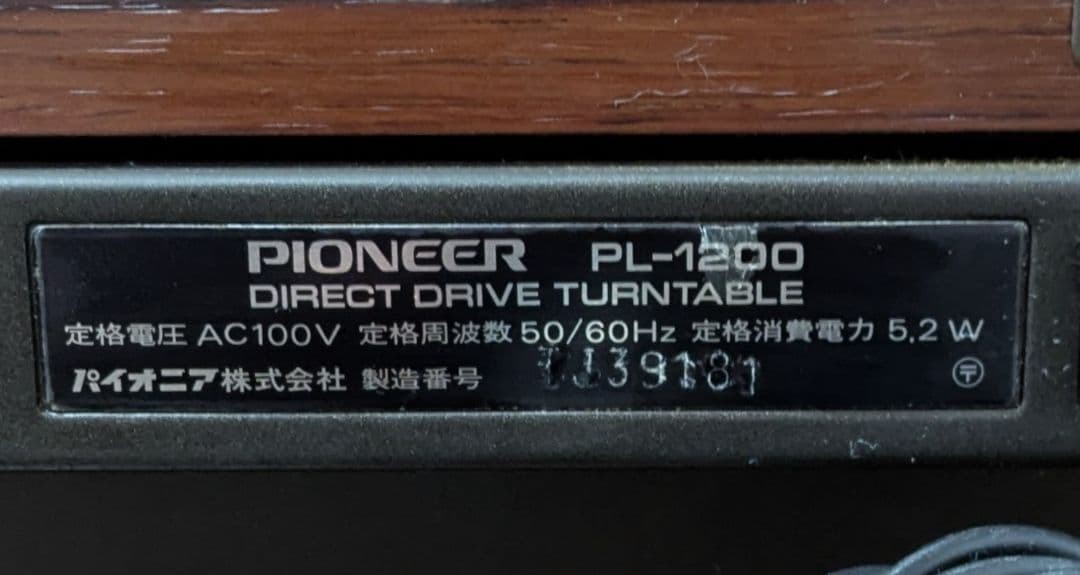 PIONEER PL-1200
DIRECT DRIVE TURNTABLE
定格電圧 AC100V 定格周波数 50/60Hz 定格消費電力 5.2W
パイオニア株式会社 製造番号 〒